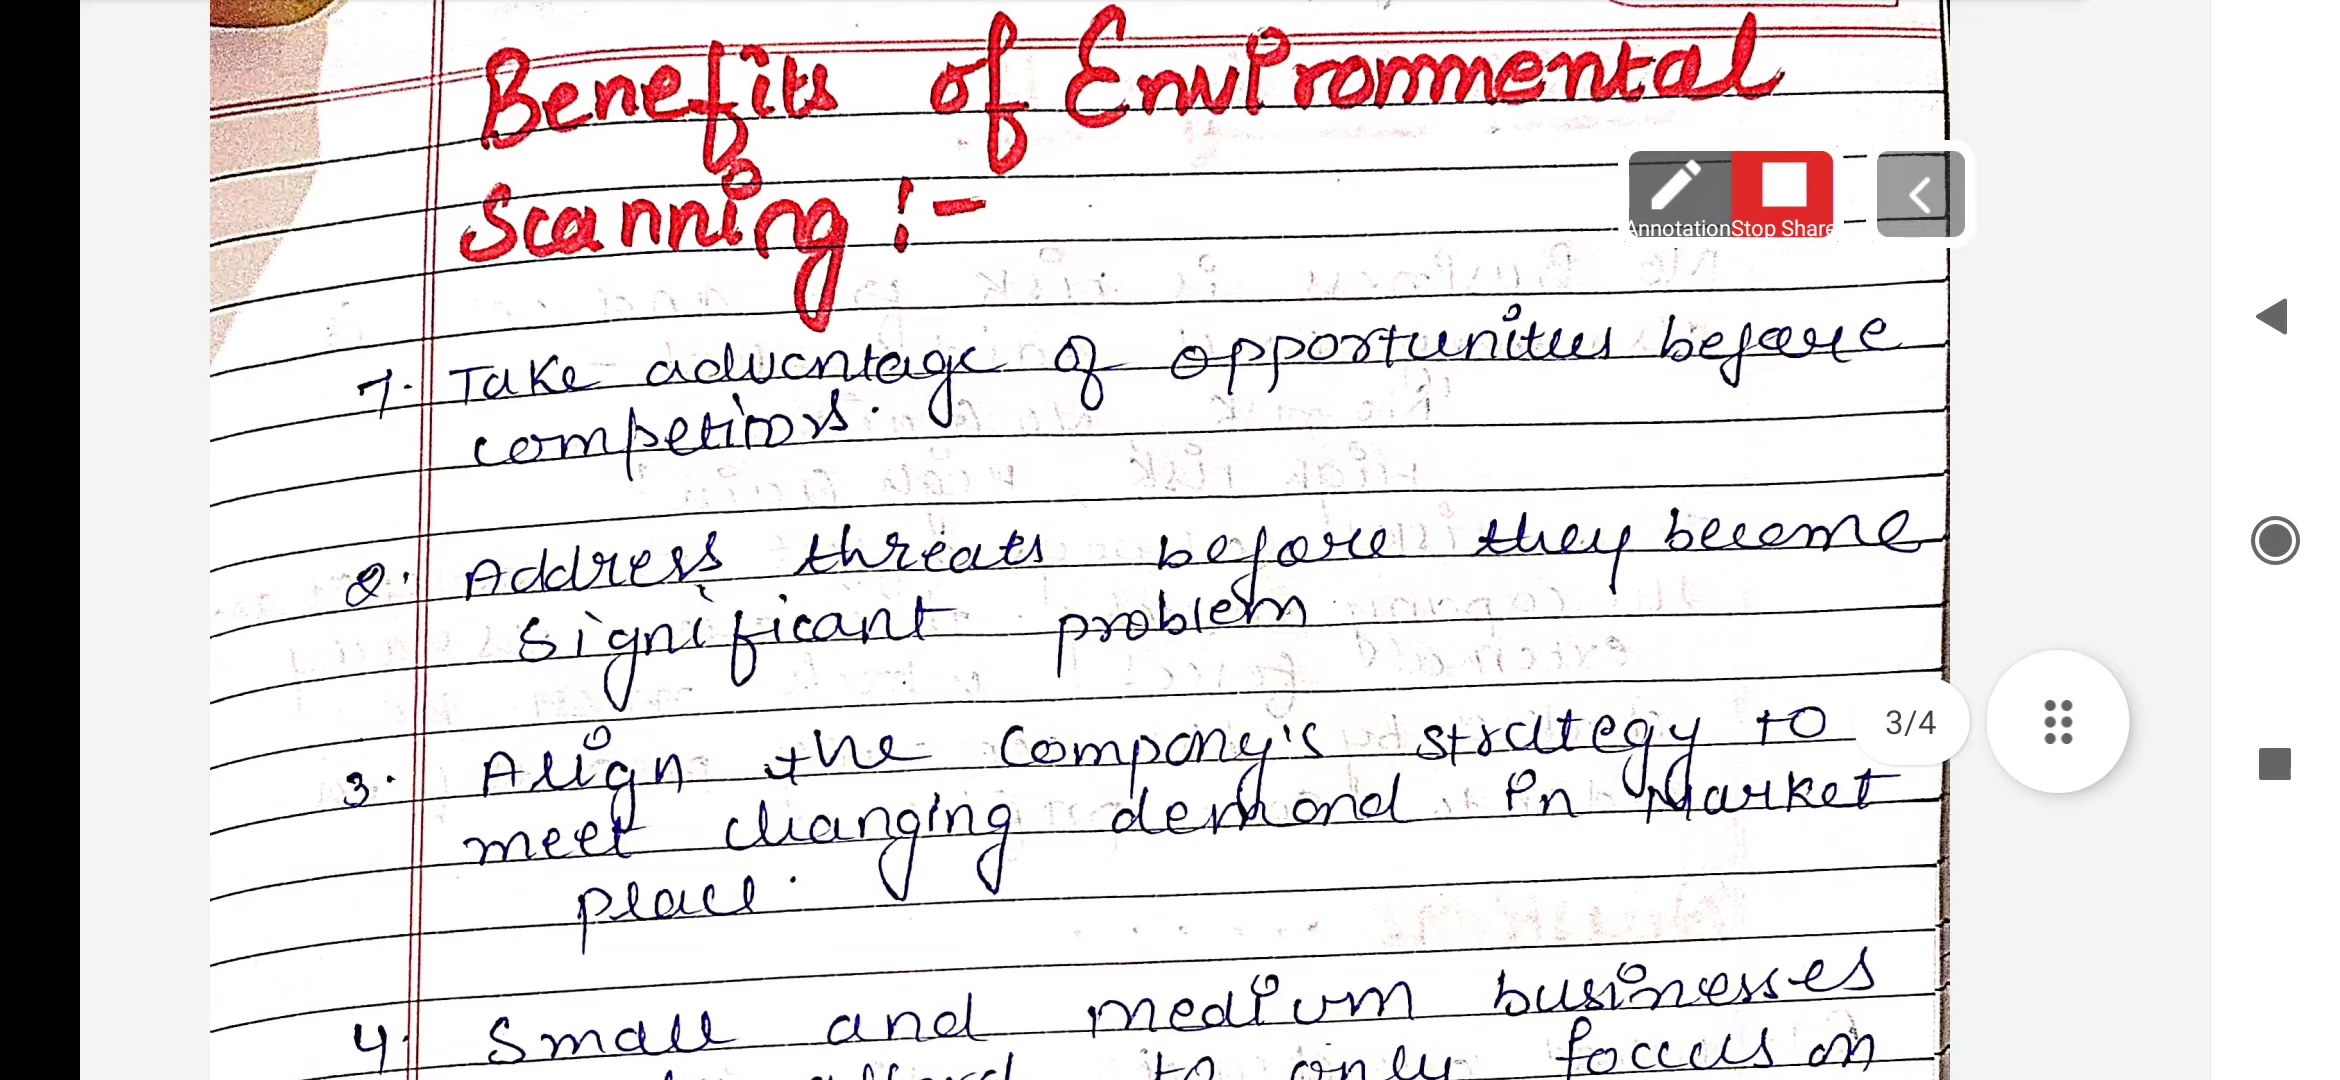 Benefits of Environmental
Scanning :-
Annotation Stop Share
1. Take advantage of opportunities before
competitors.
2. Address threats before they become
significant problem
3. Align the Company's strategy to
3/4
meet changing demand in Market
place.
4. Small and medium businesses
to only focus on